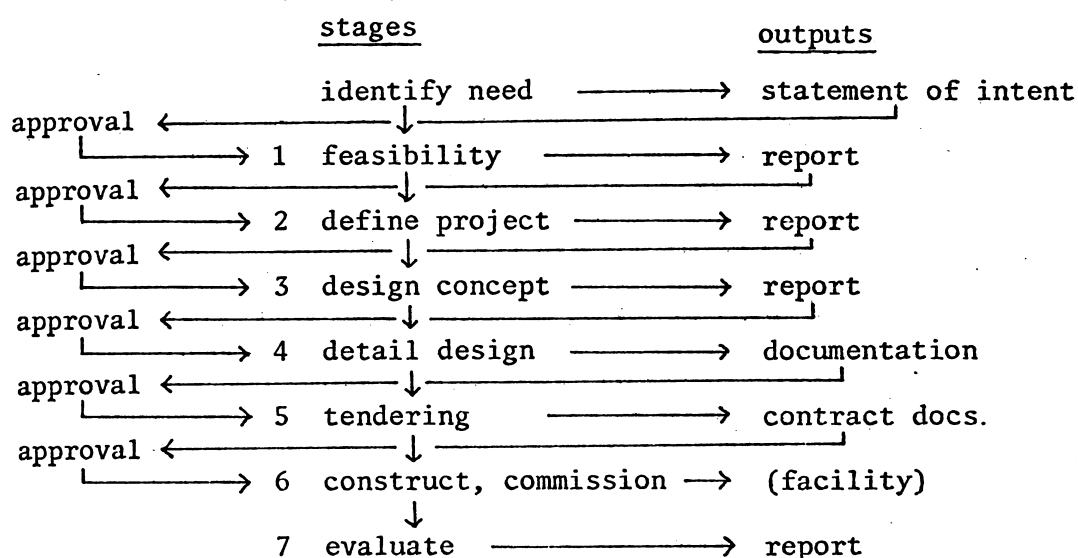 stages outputs
identify need statement of intent
approval
1 feasibility report
approval
2 define project report
approval
3 design concept report
approval
4 detail design documentation
approval
5 tendering contract docs.
approval
6 construct, commission (facility)
7 evaluate report